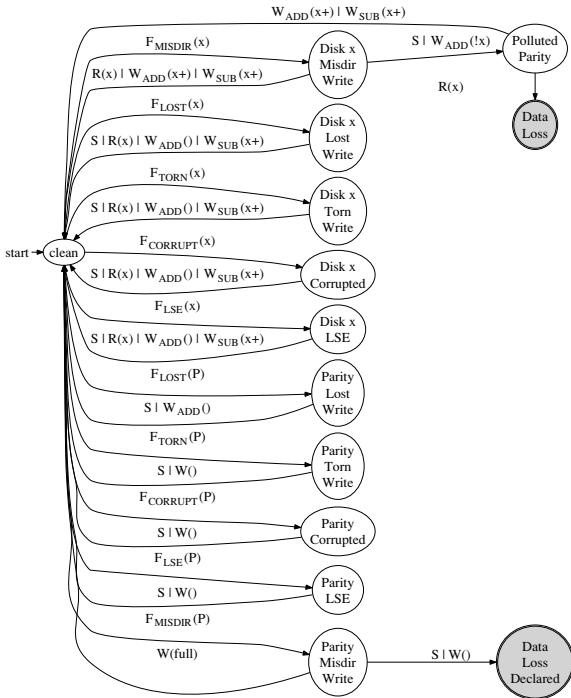 W_ADD(x+) | W_SUB(x+)
F_MISDIR(x)
R(x) | W_ADD(x+) | W_SUB(x+)
Disk x
Misdir
Write
S | W_ADD(!x)
Polluted
Parity
R(x)
Data
Loss
F_LOST(x)
S | R(x) | W_ADD() | W_SUB(x+)
Disk x
Lost
Write
F_TORN(x)
S | R(x) | W_ADD() | W_SUB(x+)
Disk x
Torn
Write
start
clean
F_CORRUPT(x)
S | R(x) | W_ADD() | W_SUB(x+)
Disk x
Corrupted
F_LSE(x)
S | R(x) | W_ADD() | W_SUB(x+)
Disk x
LSE
F_LOST(P)
S | W_ADD()
Parity
Lost
Write
F_TORN(P)
S | W()
Parity
Torn
Write
F_CORRUPT(P)
S | W()
Parity
Corrupted
F_LSE(P)
S | W()
Parity
LSE
F_MISDIR(P)
W(full)
Parity
Misdir
Write
S | W()
Data
Loss
Declared